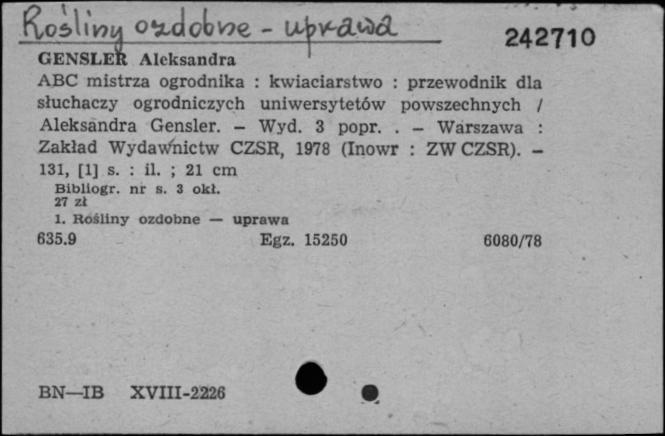 Rośliny ozdobne - uprawa
242710
GENSLER Aleksandra
ABC mistrza ogrodnika : kwiaciarstwo : przewodnik dla
słuchaczy ogrodniczych uniwersytetów powszechnych /
Aleksandra Gensler. — Wyd. 3 popr. . — Warszawa :
Zakład Wydawnictw CZSR, 1978 (Inowr : ZW CZSR). —
131, [1] s. : il. ; 21 cm
Bibliogr. nr s. 3 okł.
27 zł
1. Rośliny ozdobne — uprawa
635.9 Egz. 15250 6080/78
BN—IB XVIII-2226